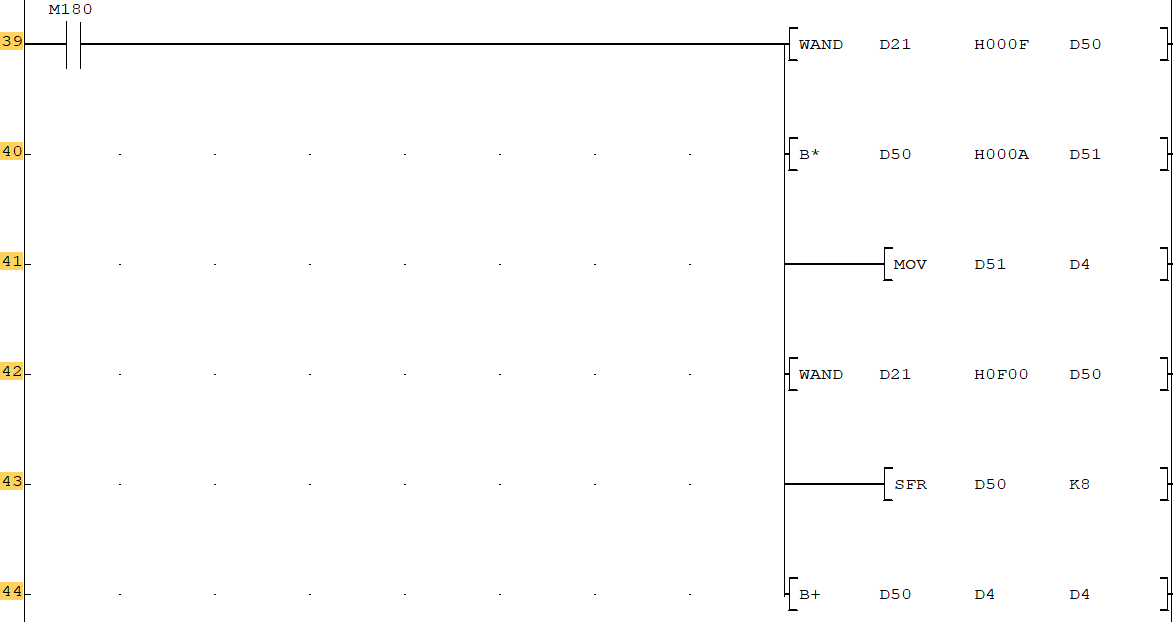 M180
39 WAND D21 H000F D50
40 B* D50 H000A D51
41 MOV D51 D4
42 WAND D21 H0F00 D50
43 SFR D50 K8
44 B+ D50 D4 D4